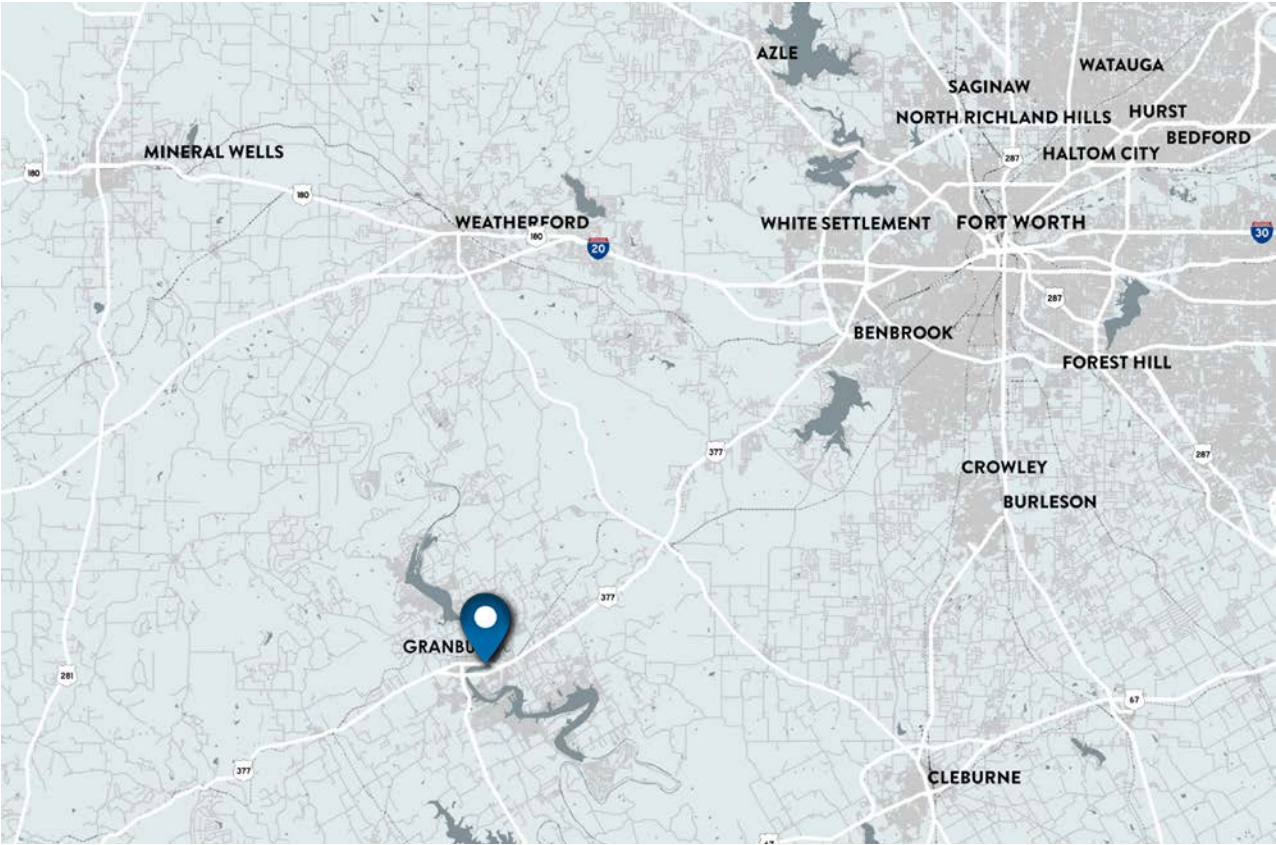 AZLE
WATAUGA
SAGINAW
NORTH RICHLAND HILLS
HURST
BEDFORD
287
HALTOM CITY
MINERAL WELLS
180
180
WEATHERFORD
180
20
WHITE SETTLEMENT
FORT WORTH
30
287
BENBROOK
FOREST HILL
377
287
CROWLEY
BURLESON
377
GRANBU
281
67
377
CLEBURNE
67